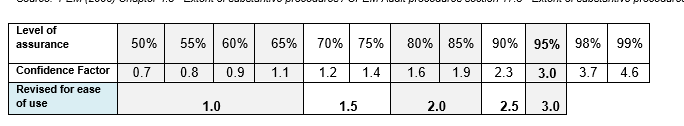 Level of
assurance 50% 55% 60% 65% 70% 75% 80% 85% 90% 95% 98% 99%
Confidence Factor 0.7 0.8 0.9 1.1 1.2 1.4 1.6 1.9 2.3 3.0 3.7 4.6
Revised for ease
of use 1.0 1.5 2.0 2.5 3.0